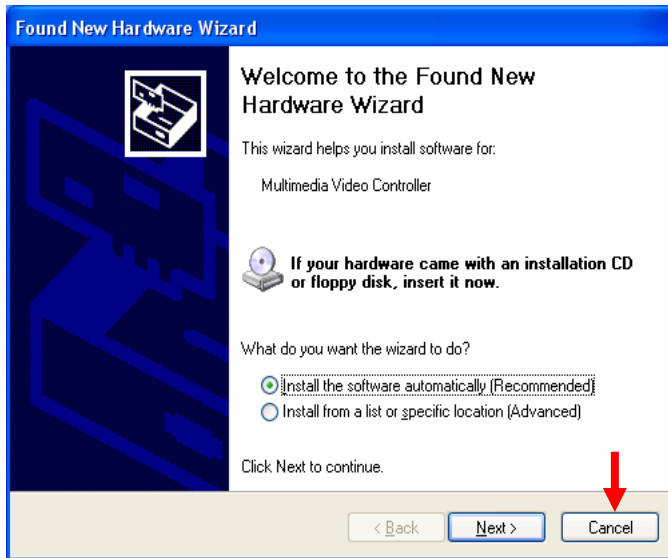 Found New Hardware Wizard
Welcome to the Found New
Hardware Wizard
This wizard helps you install software for:
Multimedia Video Controller
If your hardware came with an installation CD
or floppy disk, insert it now.
What do you want the wizard to do?
Install the software automatically (Recommended)
Install from a list or specific location (Advanced)
Click Next to continue.
< Back Next > Cancel